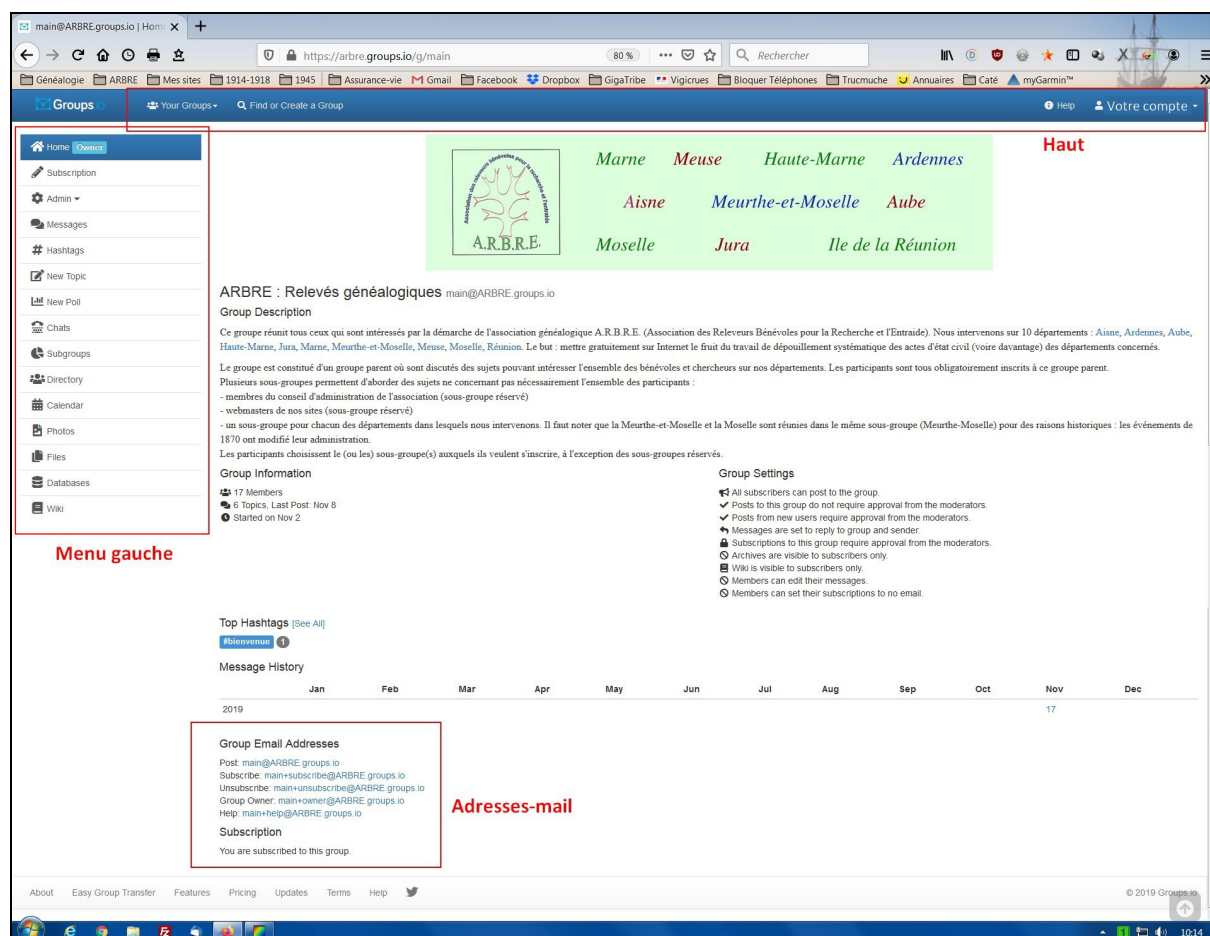 main@ARBRE.groups.io | Hom
https://arbre.groups.io/g/main
80 %
Rechercher
Généalogie ARBRE Mes sites 1914-1918 1945 Assurance-vie Gmail Facebook Dropbox GigaTribe Vigicrues Bloquer Téléphones Trucmuche Annuaires Caté myGarmin™
Groups.io Your Groups Find or Create a Group Help Votre compte
Haut
Home Owner
Subscription
Admin
Messages
Hashtags
New Topic
New Poll
Chats
Subgroups
Directory
Calendar
Photos
Files
Databases
Wiki
Menu gauche
Association des releveurs bénévoles pour la recherche et l'entraide
A.R.B.R.E.
Marne Meuse Haute-Marne Ardennes
Aisne Meurthe-et-Moselle Aube
Moselle Jura Ile de la Réunion
ARBRE : Relevés généalogiques main@ARBRE.groups.io
Group Description
Ce groupe réunit tous ceux qui sont intéressés par la démarche de l'association généalogique A.R.B.R.E. (Association des Releveurs Bénévoles pour la Recherche et l'Entraide). Nous intervenons sur 10 départements : Aisne, Ardennes, Aube,
Haute-Marne, Jura, Marne, Meurthe-et-Moselle, Meuse, Moselle, Réunion. Le but : mettre gratuitement sur Internet le fruit du travail de dépouillement systématique des actes d'état civil (voire davantage) des départements concernés.
Le groupe est constitué d'un groupe parent où sont discutés des sujets pouvant intéresser l'ensemble des bénévoles et chercheurs sur nos départements. Les participants sont tous obligatoirement inscrits à ce groupe parent.
Plusieurs sous-groupes permettent d'aborder des sujets ne concernant pas nécessairement l'ensemble des participants :
- membres du conseil d'administration de l'association (sous-groupe réservé)
- webmasters de nos sites (sous-groupe réservé)
- un sous-groupe pour chacun des départements dans lesquels nous intervenons. Il faut noter que la Meurthe-et-Moselle et la Moselle sont réunies dans le même sous-groupe (Meurthe-Moselle) pour des raisons historiques : les événements de
1870 ont modifié leur administration.
Les participants choisissent le (ou les) sous-groupe(s) auxquels ils veulent s'inscrire, à l'exception des sous-groupes réservés.
Group Information
17 Members
6 Topics, Last Post: Nov 8
Started on Nov 2
Group Settings
All subscribers can post to the group.
Posts to this group do not require approval from the moderators.
Posts from new users require approval from the moderators.
Messages are set to reply to group and sender.
Subscriptions to this group require approval from the moderators.
Archives are visible to subscribers only.
Wiki is visible to subscribers only.
Members can edit their messages.
Members can set their subscriptions to no email.
Top Hashtags [See All]
#bienvenue 1
Message History
Jan Feb Mar Apr May Jun Jul Aug Sep Oct Nov Dec
2019 17
Group Email Addresses
Post: main@ARBRE.groups.io
Subscribe: main+subscribe@ARBRE.groups.io
Unsubscribe: main+unsubscribe@ARBRE.groups.io
Group Owner: main+owner@ARBRE.groups.io
Help: main+help@ARBRE.groups.io
Adresses-mail
Subscription
You are subscribed to this group.
About Easy Group Transfer Features Pricing Updates Terms Help © 2019 Groups.io
1 10:14